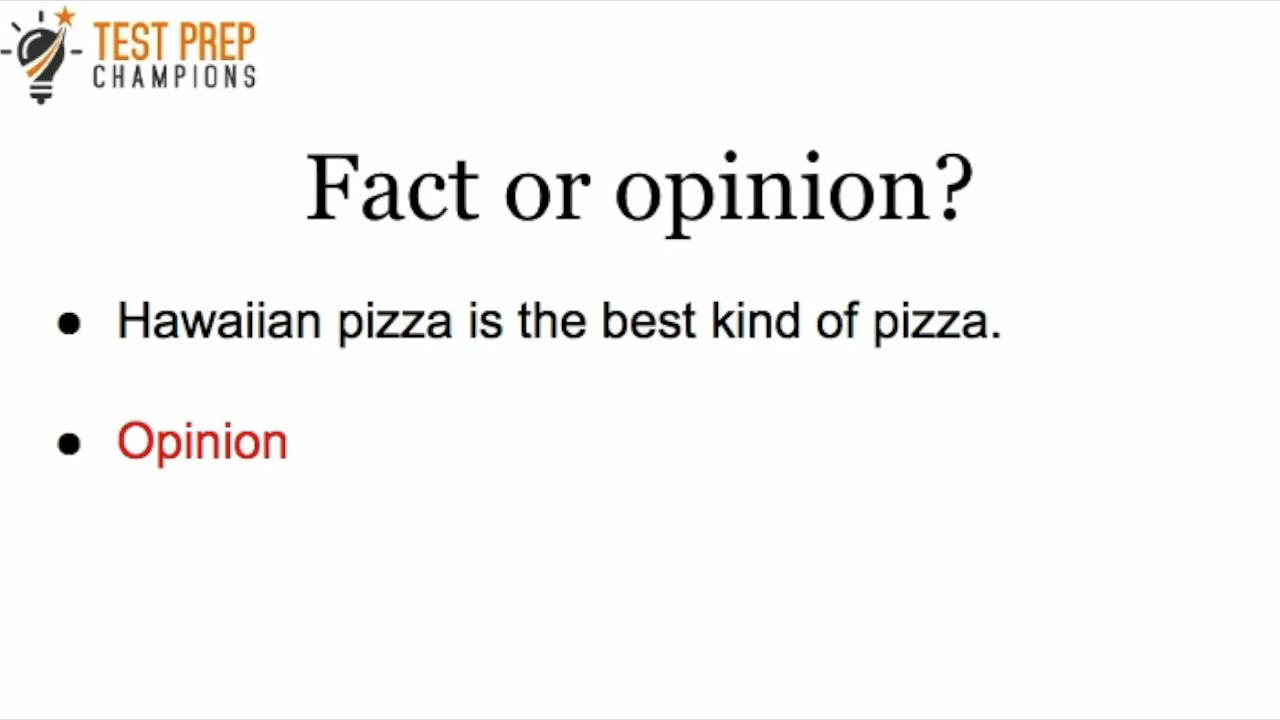 TEST PREP
CHAMPIONS
Fact or opinion?
● Hawaiian pizza is the best kind of pizza.
● Opinion